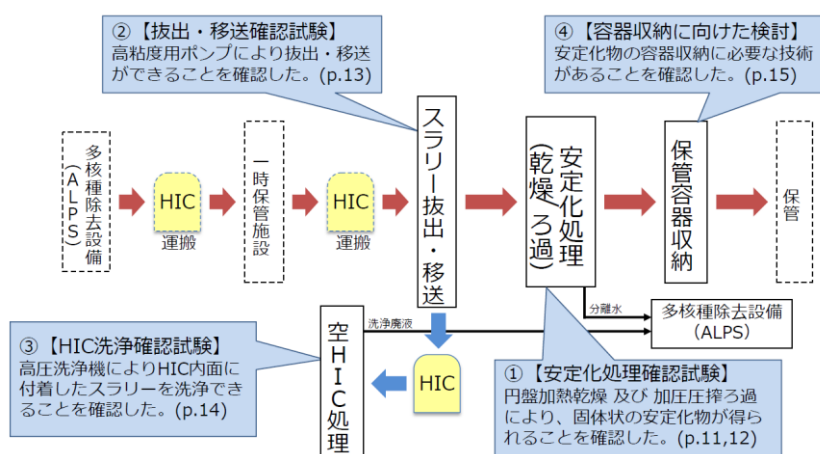 ② 【抜出・移送確認試験】
高粘度用ポンプにより抜出・移送
ができることを確認した。(p.13)
④ 【容器収納に向けた検討】
安定化物の容器収納に必要な技術
があることを確認した。(p.15)
多核種除去設備
(ALPS)
HIC
運搬
一時保管施設
HIC
運搬
スラリー抜出・移送
安定化処理
(乾燥/ろ過)
保管容器収納
保管
分離水
多核種除去設備
(ALPS)
洗浄廃液
空HIC処理
HIC
③ 【HIC洗浄確認試験】
高圧洗浄機によりHIC内面に
付着したスラリーを洗浄でき
ることを確認した。(p.14)
① 【安定化処理確認試験】
円盤加熱乾燥 及び 加圧圧搾ろ過
により、固体状の安定化物が得ら
れることを確認した。(p.11,12)